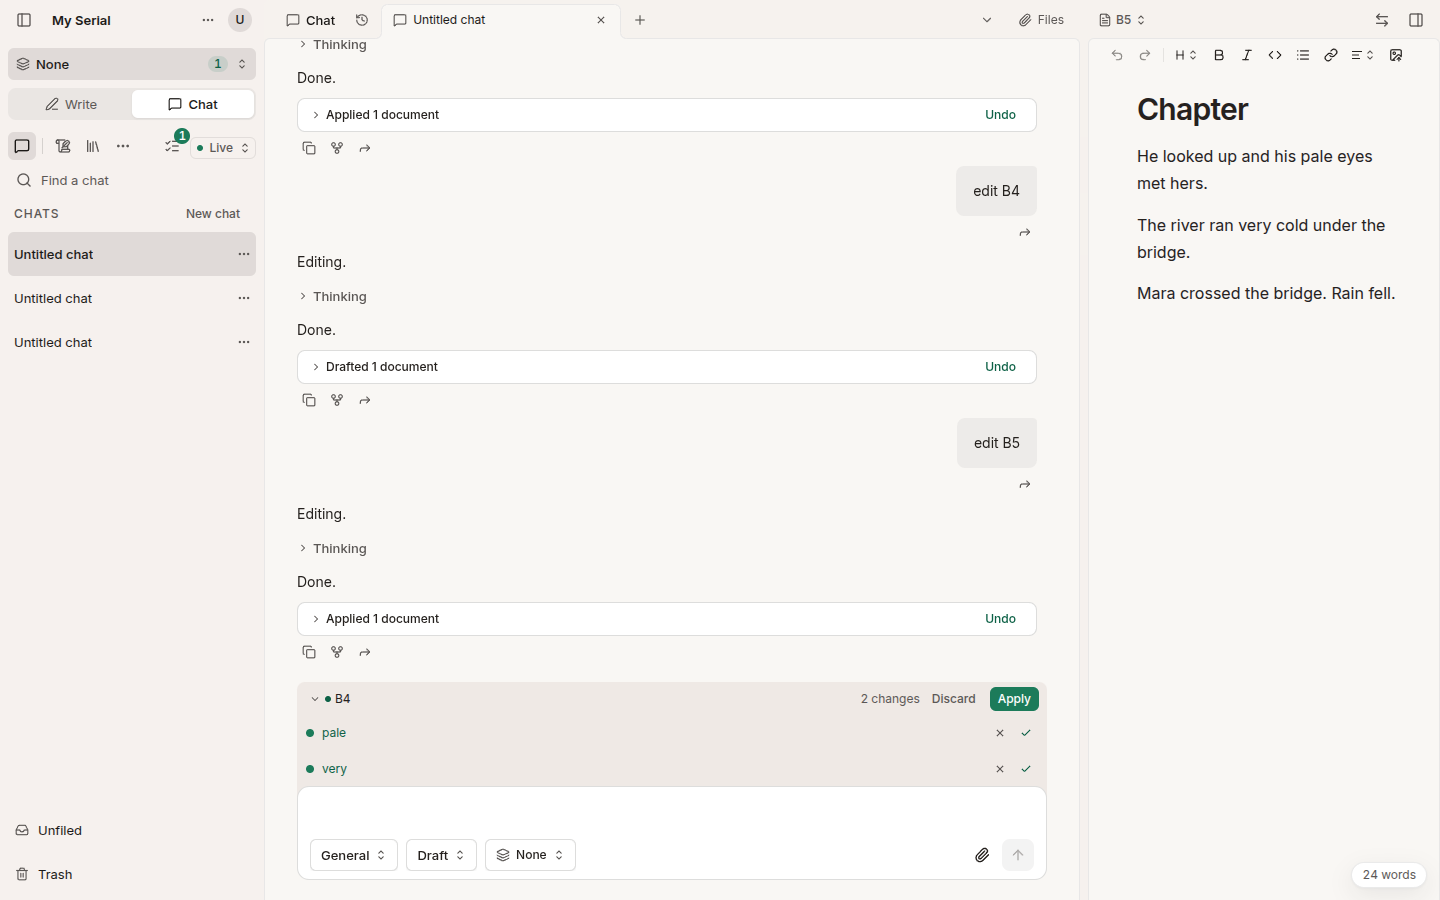 My Serial
U
None
1
Write
Chat
1
Live
Find a chat
CHATS
New chat
Untitled chat
Untitled chat
Untitled chat
Unfiled
Trash
Chat
Untitled chat
Files
Thinking
Done.
Applied 1 document
Undo
edit B4
Editing.
Thinking
Done.
Drafted 1 document
Undo
edit B5
Editing.
Thinking
Done.
Applied 1 document
Undo
B4
2 changes
Discard
Apply
pale
very
General
Draft
None
B5
H
B
I
Chapter
He looked up and his pale eyes
met hers.
The river ran very cold under the
bridge.
Mara crossed the bridge. Rain fell.
24 words